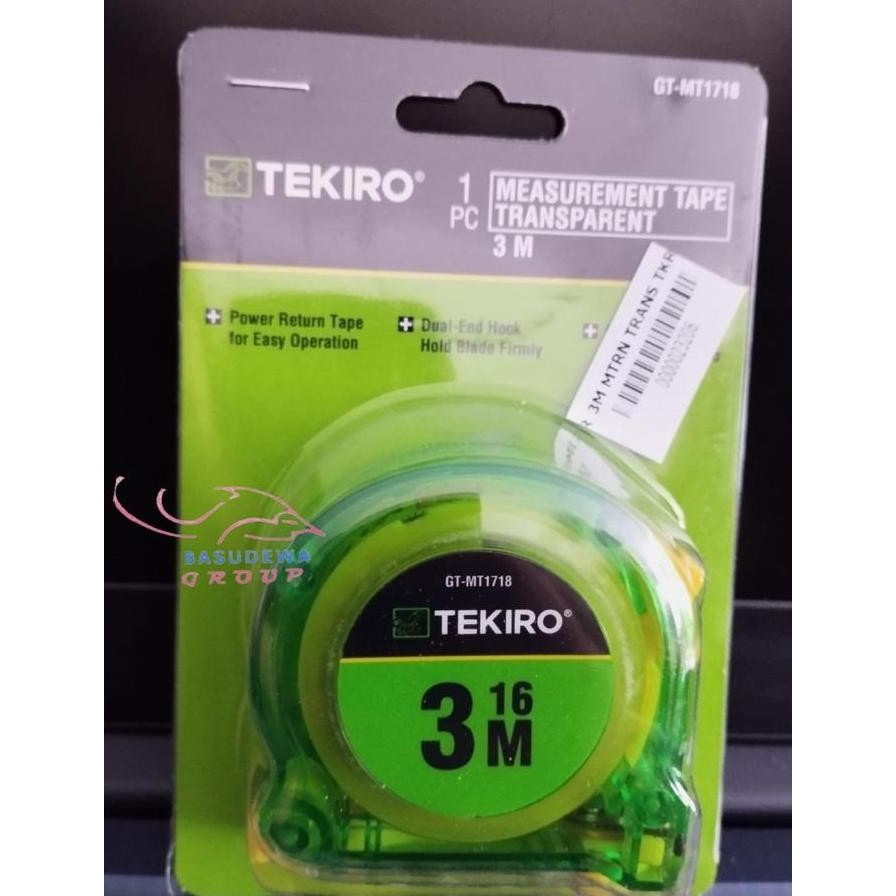 GT-MT1718
TEKIRO®
1
PC
MEASUREMENT TAPE
TRANSPARENT
3 M
Power Return Tape
for Easy Operation
Dual-End Hook
Hold Blade Firmly
3M MTRN TRANS TKR
0000023208
BASUDEWA
GROUP
GT-MT1718
TEKIRO®
3
16
M